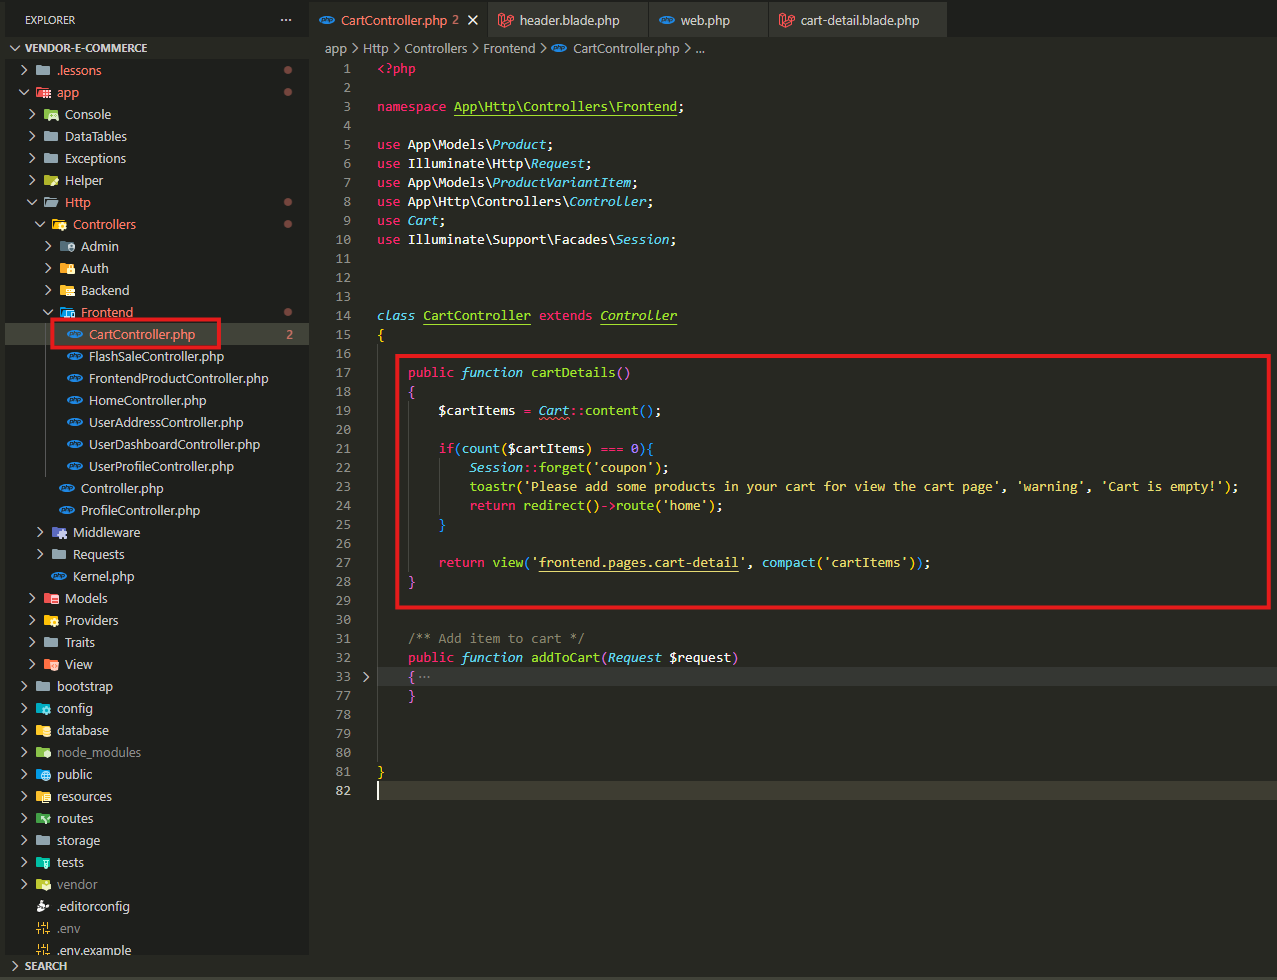 EXPLORER
···
VENDOR-E-COMMERCE
.lessons
app
Console
DataTables
Exceptions
Helper
Http
Controllers
Admin
Auth
Backend
Frontend
CartController.php 2
FlashSaleController.php
FrontendProductController.php
HomeController.php
UserAddressController.php
UserDashboardController.php
UserProfileController.php
Controller.php
ProfileController.php
Middleware
Requests
Kernel.php
Models
Providers
Traits
View
bootstrap
config
database
node_modules
public
resources
routes
storage
tests
vendor
.editorconfig
.env
.env.example
SEARCH
CartController.php 2 header.blade.php web.php cart-detail.blade.php
app > Http > Controllers > Frontend > CartController.php > ...
1 <?php
2
3 namespace App\Http\Controllers\Frontend;
4
5 use App\Models\Product;
6 use Illuminate\Http\Request;
7 use App\Models\ProductVariantItem;
8 use App\Http\Controllers\Controller;
9 use Cart;
10 use Illuminate\Support\Facades\Session;
11
12
13
14 class CartController extends Controller
15 {
16
17 public function cartDetails()
18 {
19 $cartItems = Cart::content();
20
21 if(count($cartItems) === 0){
22 Session::forget('coupon');
23 toastr('Please add some products in your cart for view the cart page', 'warning', 'Cart is empty!');
24 return redirect()->route('home');
25 }
26
27 return view('frontend.pages.cart-detail', compact('cartItems'));
28 }
29
30
31 /** Add item to cart */
32 public function addToCart(Request $request)
33 { ···
77 }
78
79
80
81 }
82